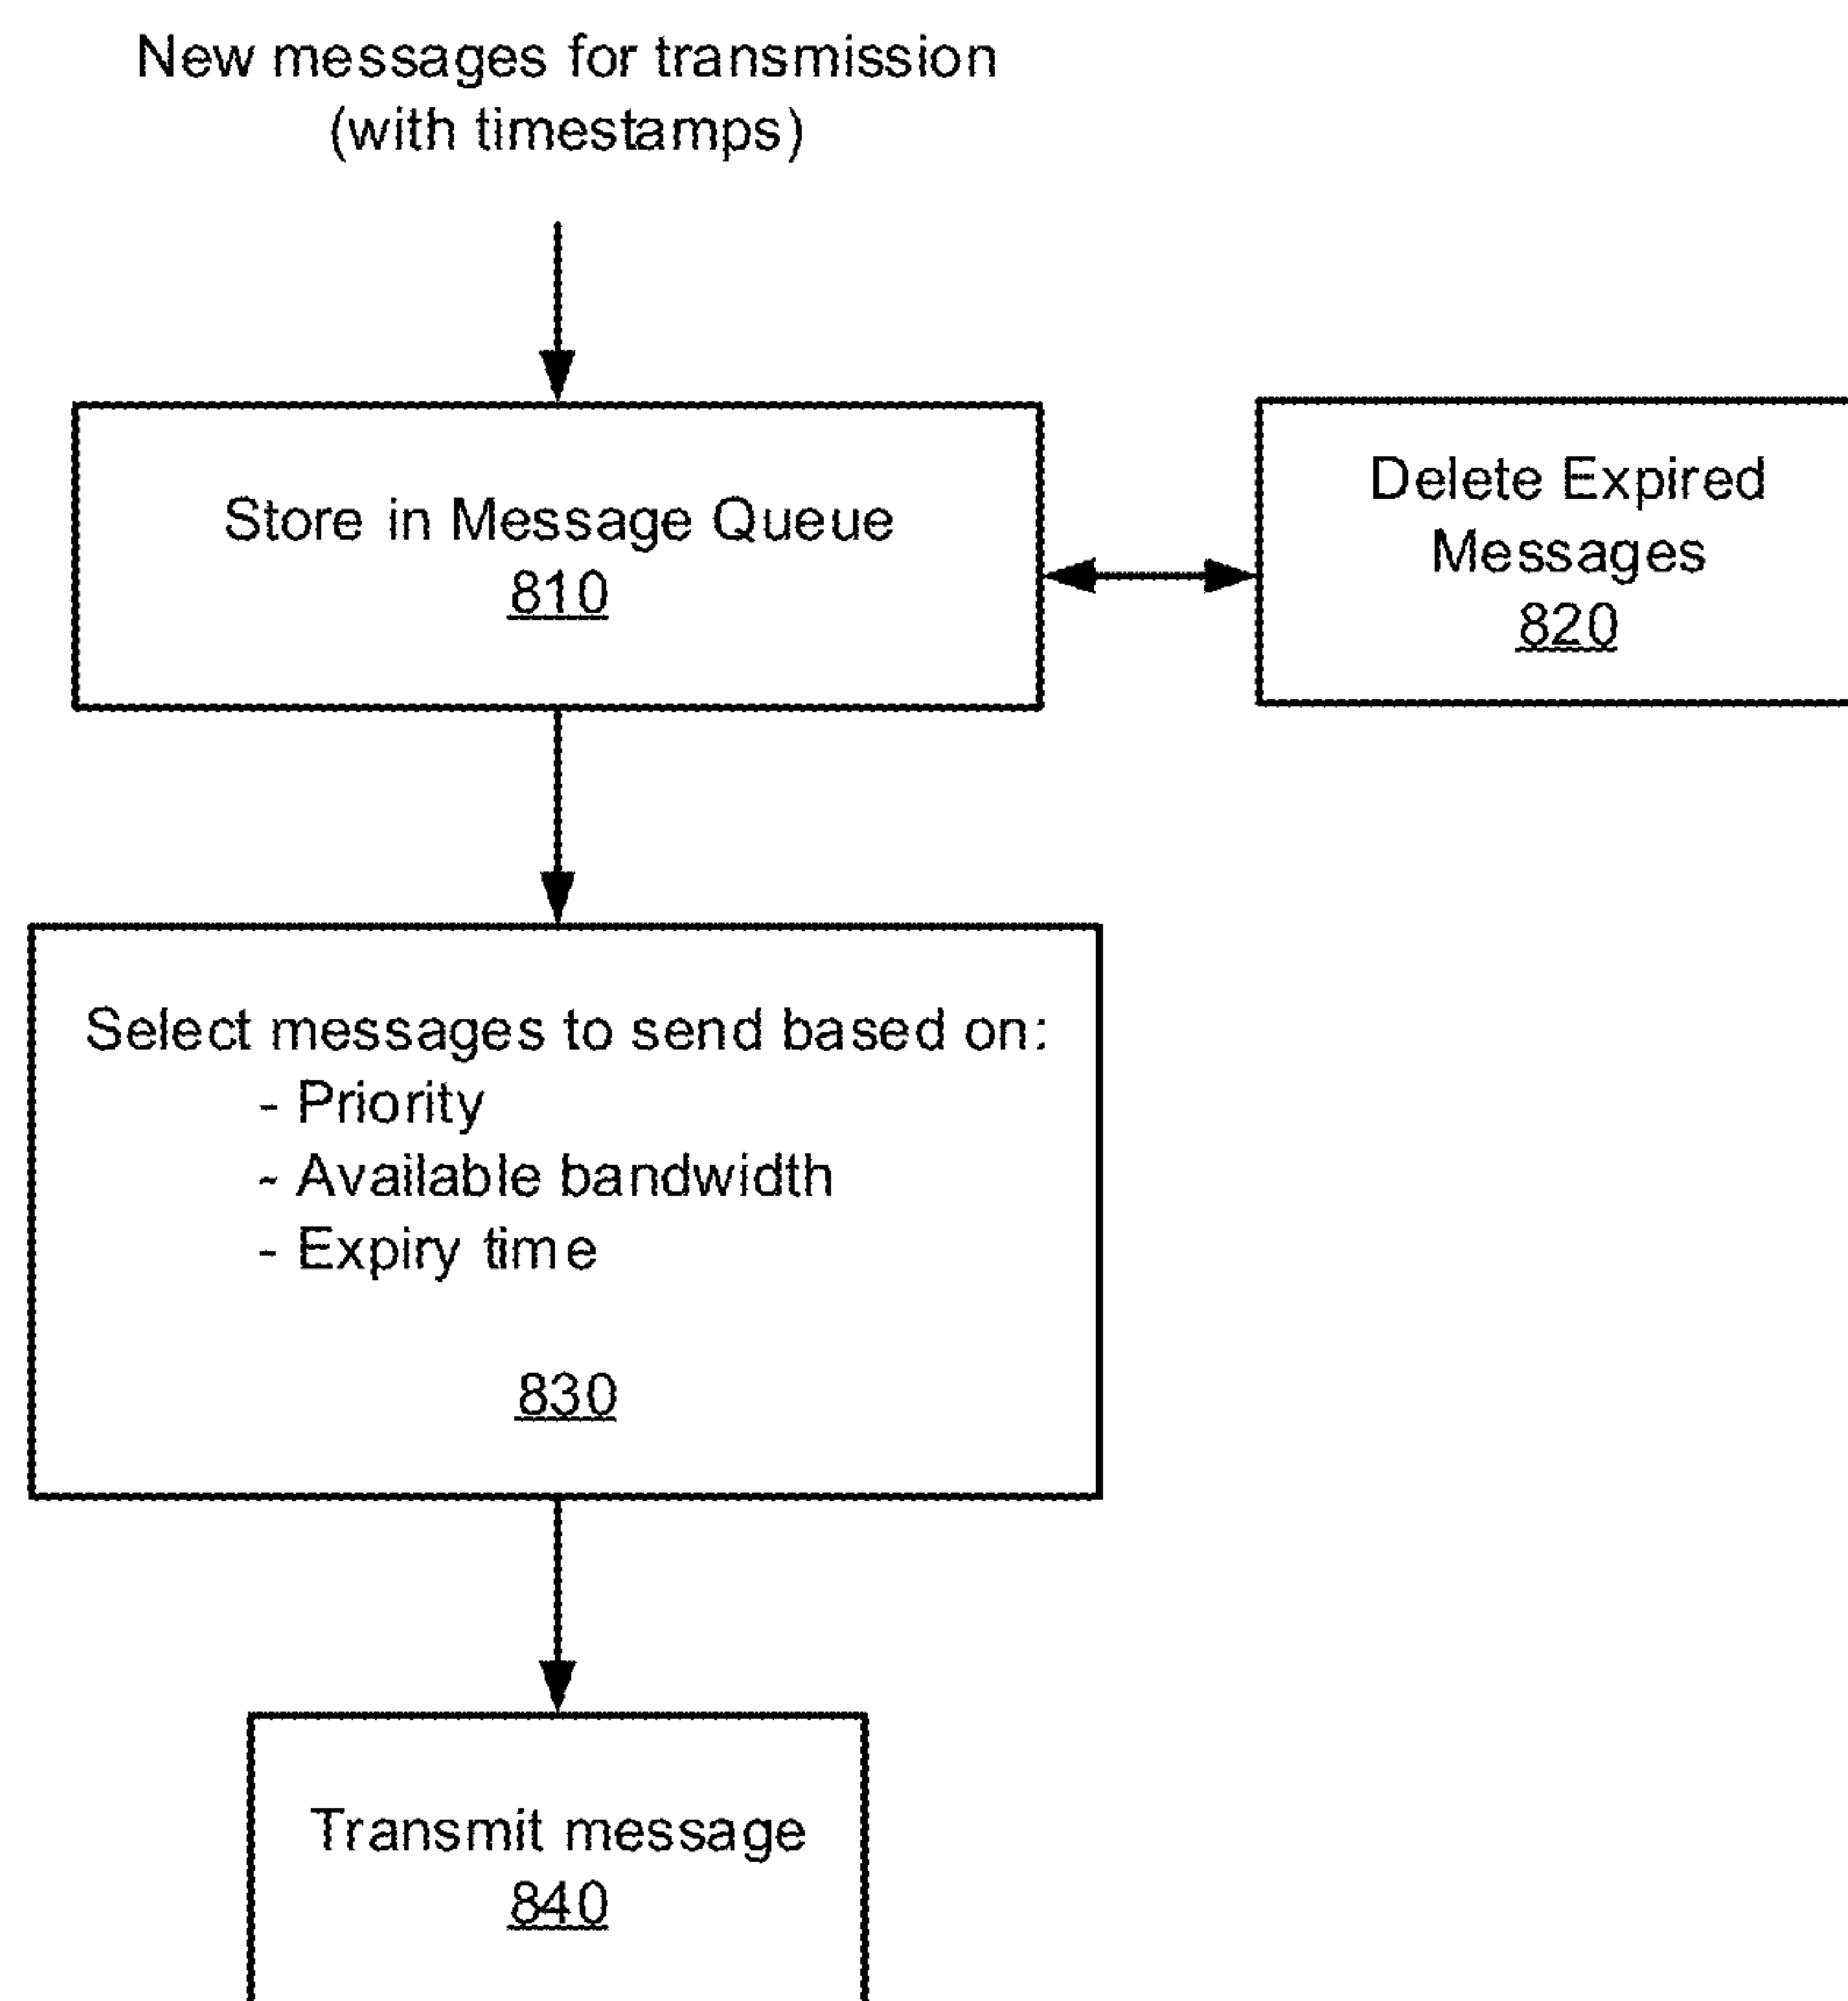 New messages for transmission
(with timestamps)
Store in Message Queue
810
Delete Expired
Messages
820
Select messages to send based on:
- Priority
- Available bandwidth
- Expiry time
830
Transmit message
840